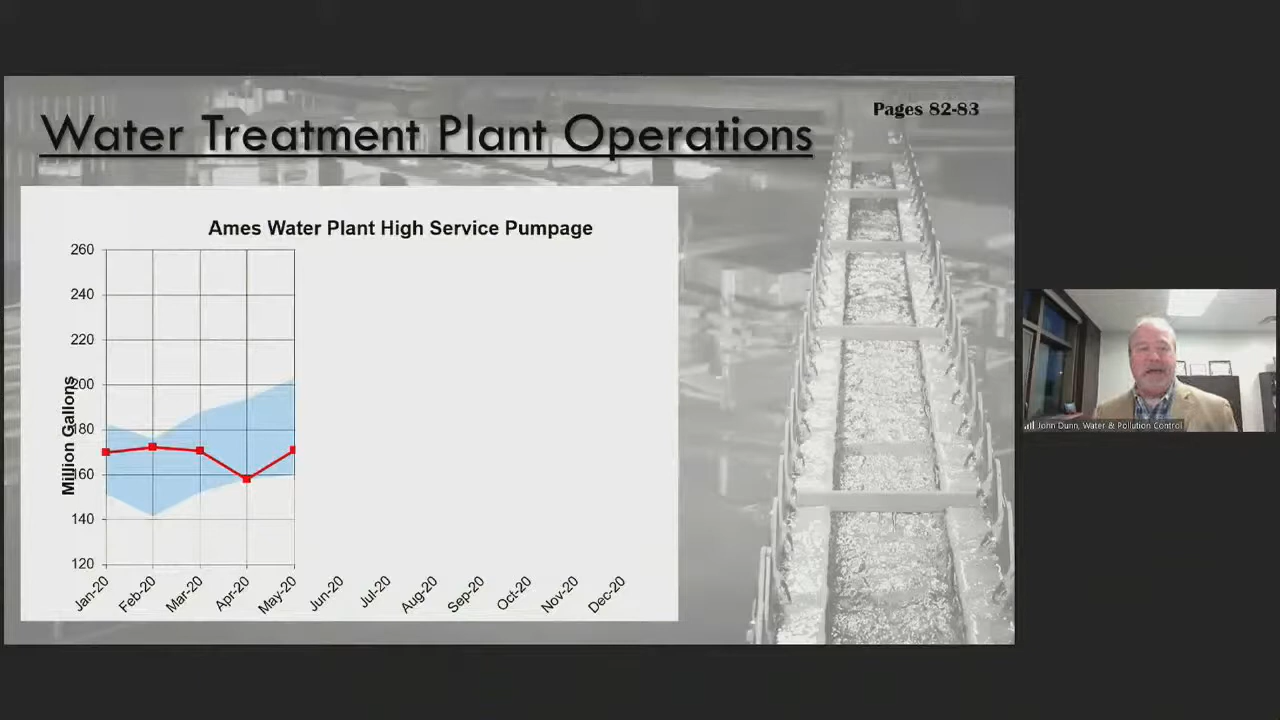 Pages 82-83
Water Treatment Plant Operations
Ames Water Plant High Service Pumpage
260
240
220
200
180
160
140
120
Million Gallons
Jan-20
Feb-20
Mar-20
Apr-20
May-20
Jun-20
Jul-20
Aug-20
Sep-20
Oct-20
Nov-20
Dec-20
John Dunn, Water & Pollution Control